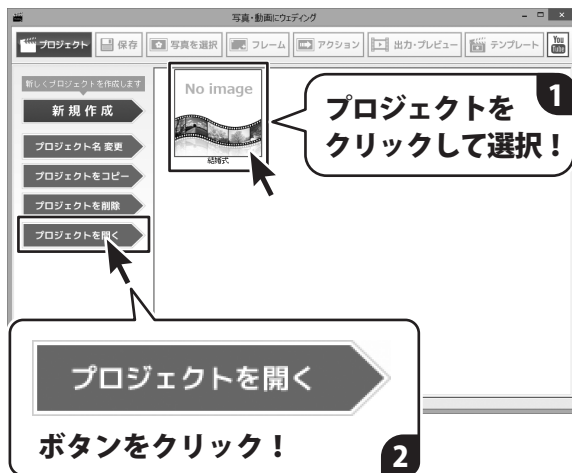 写真・動画にウェディング
プロジェクト 保存 写真を選択 フレーム アクション 出力・プレビュー テンプレート You Tube
新しくプロジェクトを作成します
新規作成
プロジェクト名変更
プロジェクトをコピー
プロジェクトを削除
プロジェクトを開く
No image
結婚式
プロジェクトを 1
クリックして選択！
プロジェクトを開く
ボタンをクリック！ 2